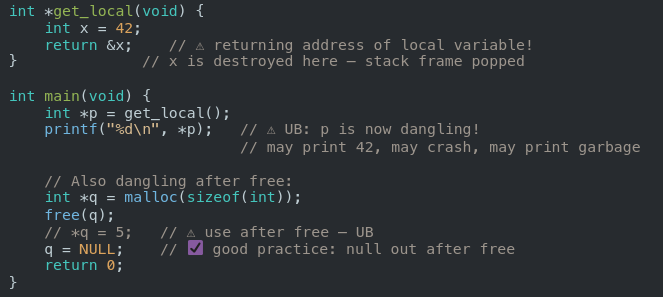 int *get_local(void) {
    int x = 42;
    return &x;    // ⚠ returning address of local variable!
}              // x is destroyed here — stack frame popped

int main(void) {
    int *p = get_local();
    printf("%d\n", *p);   // ⚠ UB: p is now dangling!
                          // may print 42, may crash, may print garbage

    // Also dangling after free:
    int *q = malloc(sizeof(int));
    free(q);
    // *q = 5;   // ⚠ use after free — UB
    q = NULL;    // ☑ good practice: null out after free
    return 0;
}